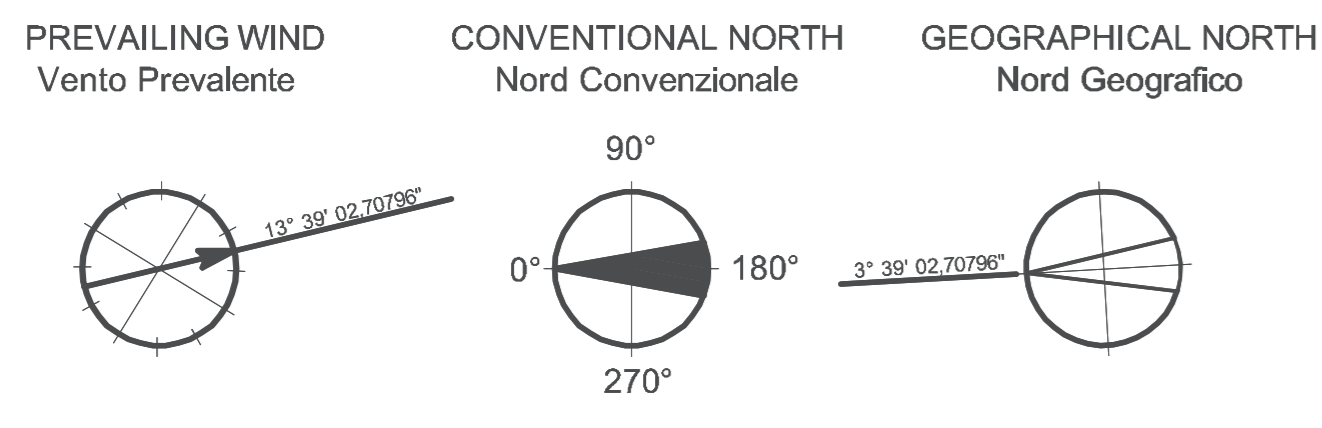 PREVAILING WIND
Vento Prevalente
13° 39' 02,70796"
CONVENTIONAL NORTH
Nord Convenzionale
90°
0°
180°
270°
GEOGRAPHICAL NORTH
Nord Geografico
3° 39' 02,70796"